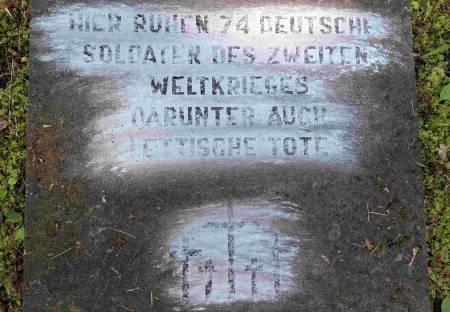 HIER RUHEN 74 DEUTSCHE
SOLDATEN DES ZWEITEN
WELTKRIEGES
DARUNTER AUCH
LETTISCHE TOTE